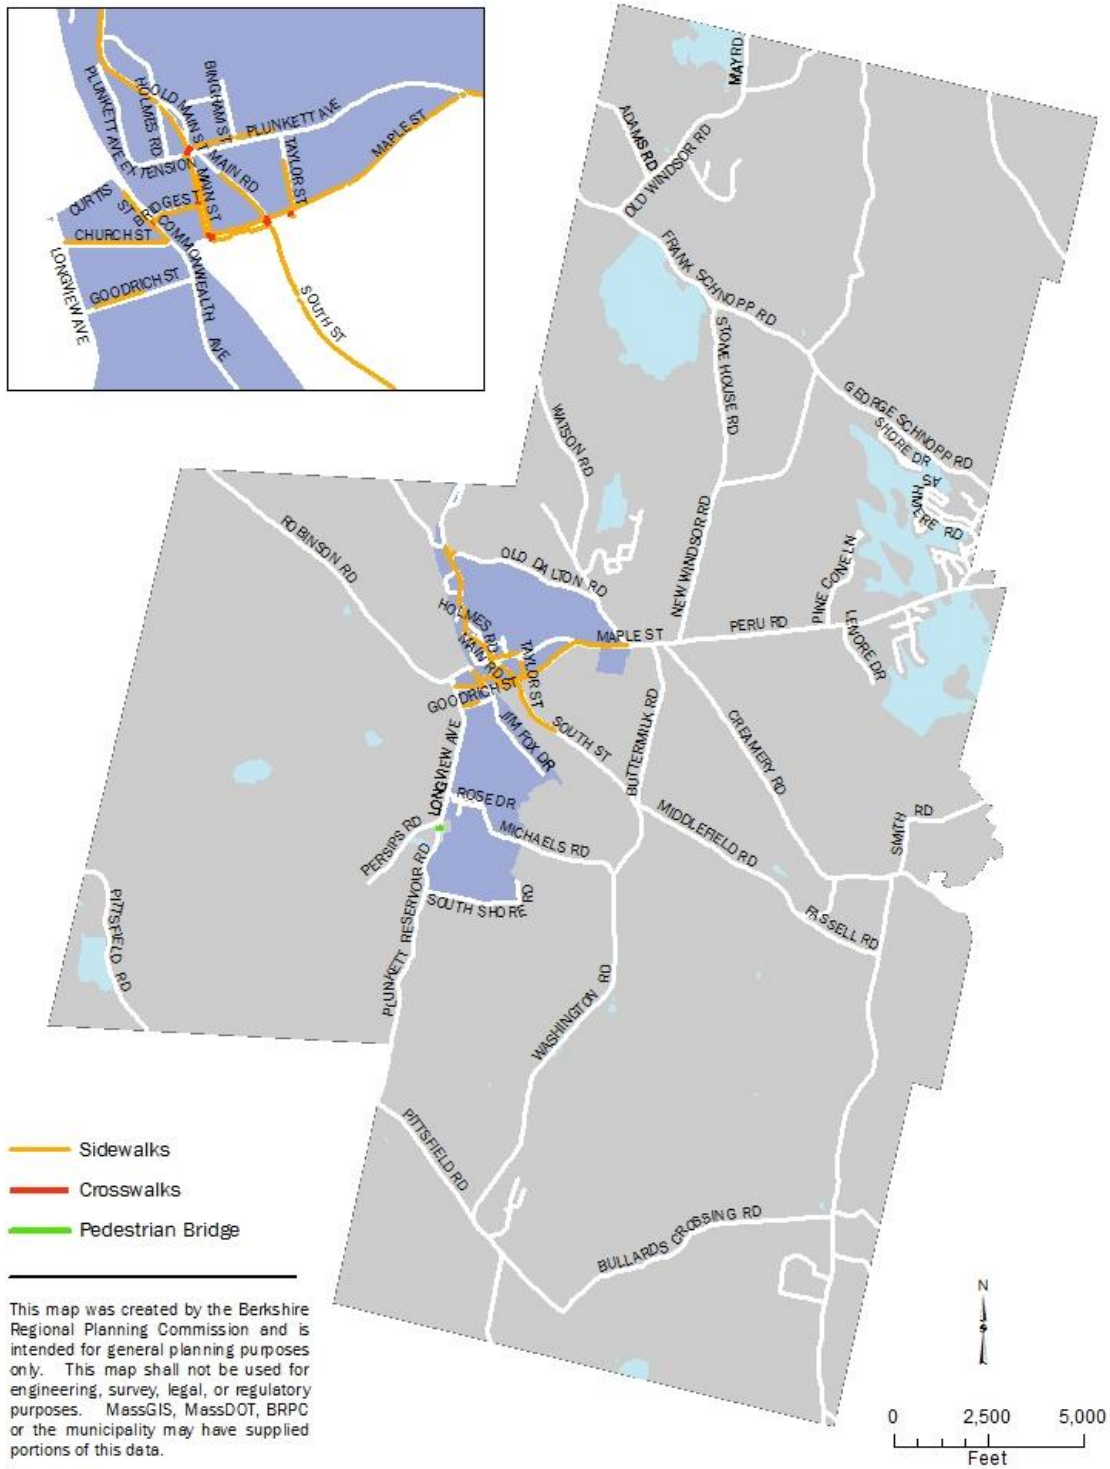 PLUNKETT AVE EXTENSION
HOLMES RD
OLD MAIN ST
BINGHAM ST
PLUNKETT AVE
MAPLE ST
TAYLOR ST
MAIN RD
MAIN ST
CURTIS ST
BRIDGE ST
CHURCH ST
COMMONWEALTH AVE
GOODRICH ST
LONGVIEW AVE
SOUTH ST
MAY RD
ADAMS RD
OLD WINDSOR RD
FRANK SCHNOPP RD
STONEHOUSE RD
GEORGE SCHNOPP RD
SHORE DR
ASHMERE RD
WATSON RD
ROBINSON RD
OLD DALTON RD
NEW WINDSOR RD
PINE CONE LN
HOLMES RD
MAPLE ST
PERU RD
LENORE DR
MAIN RD
TAYLOR ST
GOODRICH ST
SOUTH ST
JIM FOX DR
BUTTERMILK RD
CREAMERY RD
LONGVIEW AVE
ROSE DR
MICHAELS RD
MIDDLEFIELD RD
SMITH RD
PERSIPS RD
PLUNKETT RESERVOIR RD
SOUTH SHORE RD
FASSELL RD
PITTSFIELD RD
WASHINGTON RD
PITTSFIELD RD
BULLARDS CROSSING RD
Sidewalks
Crosswalks
Pedestrian Bridge
This map was created by the Berkshire
Regional Planning Commission and is
intended for general planning purposes
only. This map shall not be used for
engineering, survey, legal, or regulatory
purposes. MassGIS, MassDOT, BRPC
or the municipality may have supplied
portions of this data.
N
S
0 2,500 5,000
Feet